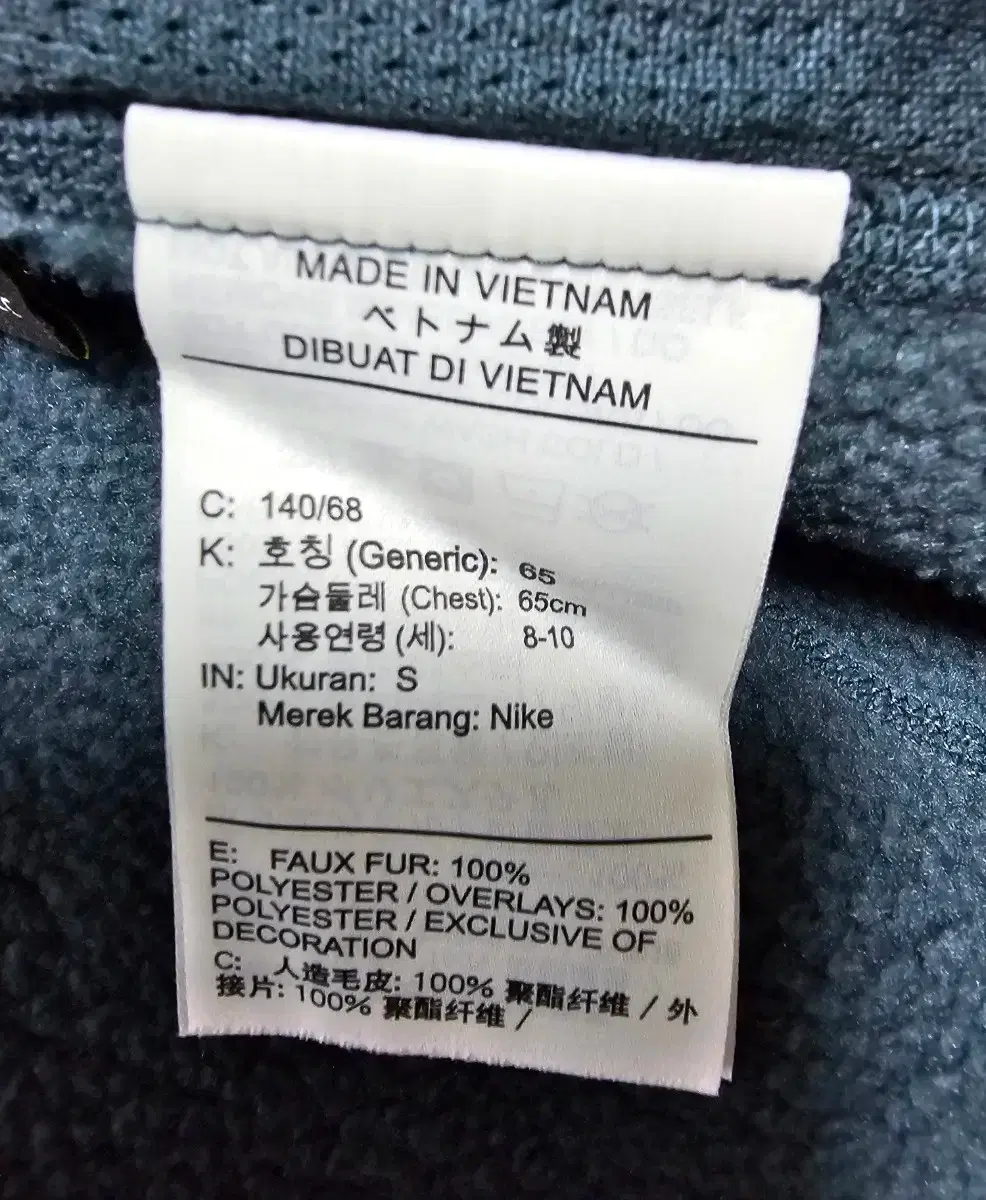 MADE IN VIETNAM
ベトナム製
DIBUAT DI VIETNAM
C: 140/68
K: 호칭 (Generic): 65
가슴둘레 (Chest): 65cm
사용연령 (세): 8-10
IN: Ukuran: S
Merek Barang: Nike
E: FAUX FUR: 100%
POLYESTER / OVERLAYS: 100%
POLYESTER / EXCLUSIVE OF
DECORATION
C: 人造毛皮: 100% 聚酯纤维 / 外
接片: 100% 聚酯纤维 /